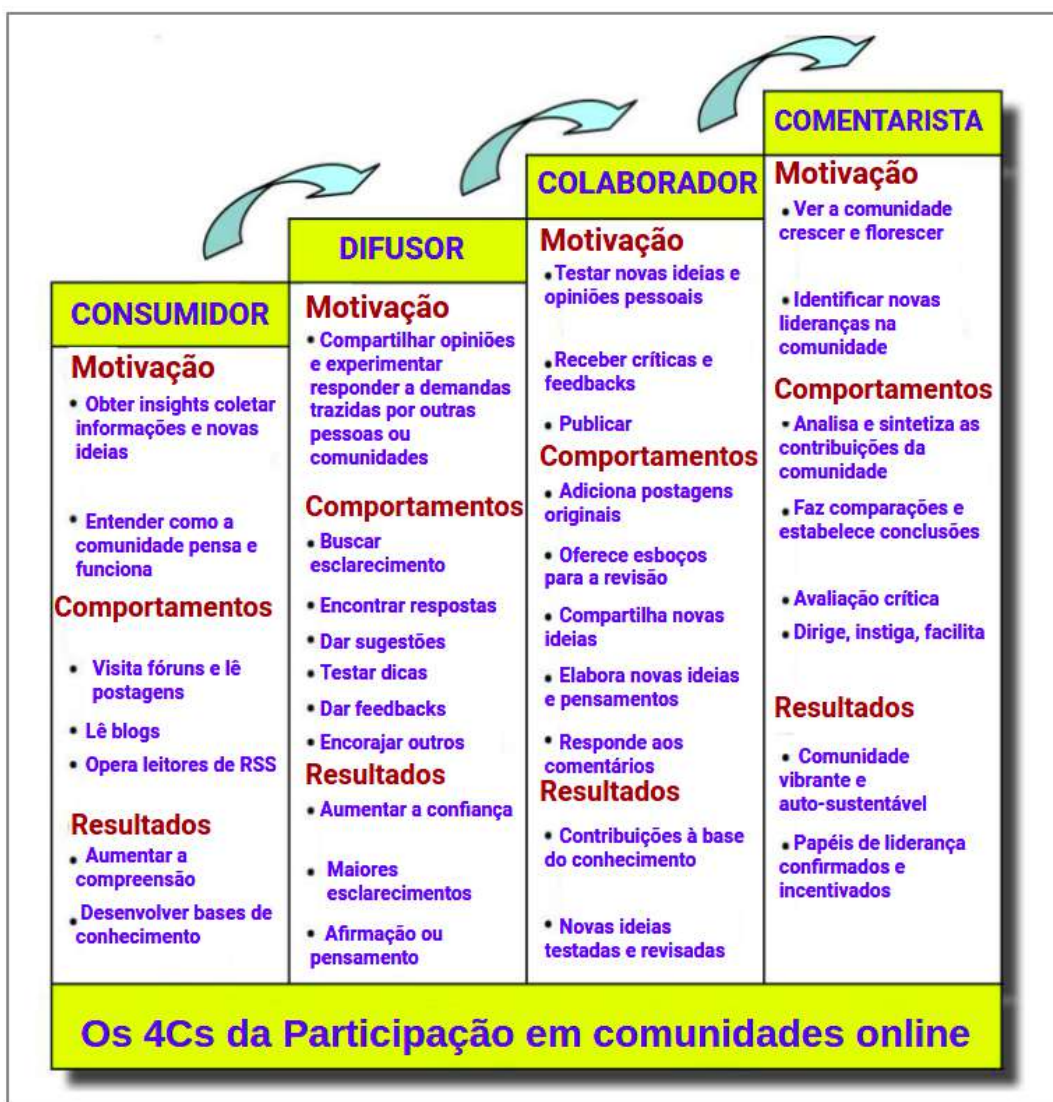 CONSUMIDOR
Motivação
• Obter insights coletar
informações e novas
ideias
• Entender como a
comunidade pensa e
funciona
Comportamentos
• Visita fóruns e lê
postagens
• Lê blogs
• Opera leitores de RSS
Resultados
• Aumentar a
compreensão
• Desenvolver bases de
conhecimento
DIFUSOR
Motivação
• Compartilhar opiniões
e experimentar
responder a demandas
trazidas por outras
pessoas ou
comunidades
Comportamentos
• Buscar
esclarecimento
• Encontrar respostas
• Dar sugestões
• Testar dicas
• Dar feedbacks
• Encorajar outros
Resultados
• Aumentar a confiança
• Maiores
esclarecimentos
• Afirmação ou
pensamento
COLABORADOR
Motivação
• Testar novas ideias e
opiniões pessoais
• Receber críticas e
feedbacks
• Publicar
Comportamentos
• Adiciona postagens
originais
• Oferece esboços
para a revisão
• Compartilha novas
ideias
• Elabora novas ideias
e pensamentos
• Responde aos
comentários
Resultados
• Contribuições à base
do conhecimento
• Novas ideias
testadas e revisadas
COMENTARISTA
Motivação
• Ver a comunidade
crescer e florescer
• Identificar novas
lideranças na
comunidade
Comportamentos
• Analisa e sintetiza as
contribuições da
comunidade
• Faz comparações e
estabelece conclusões
• Avaliação crítica
• Dirige, instiga, facilita
Resultados
• Comunidade
vibrante e
auto-sustentável
• Papéis de liderança
confirmados e
incentivados
Os 4Cs da Participação em comunidades online